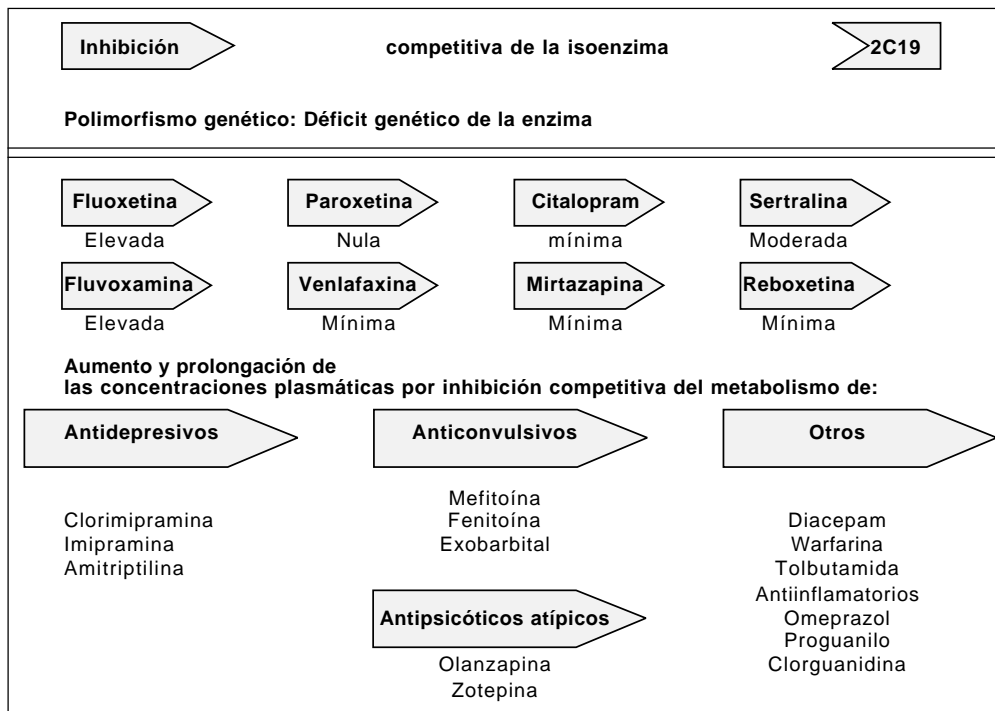 Inhibición competitiva de la isoenzima 2C19
Polimorfismo genético: Déficit genético de la enzima
Fluoxetina Paroxetina Citalopram Sertralina
Elevada Nula mínima Moderada
Fluvoxamina Venlafaxina Mirtazapina Reboxetina
Elevada Mínima Mínima Mínima
Aumento y prolongación de
las concentraciones plasmáticas por inhibición competitiva del metabolismo de:
Antidepresivos Anticonvulsivos Otros
Clorimipramina
Imipramina
Amitriptilina
Mefitoína
Fenitoína
Exobarbital
Antipsicóticos atípicos
Olanzapina
Zotepina
Diacepam
Warfarina
Tolbutamida
Antiinflamatorios
Omeprazol
Proguanilo
Clorguanidina